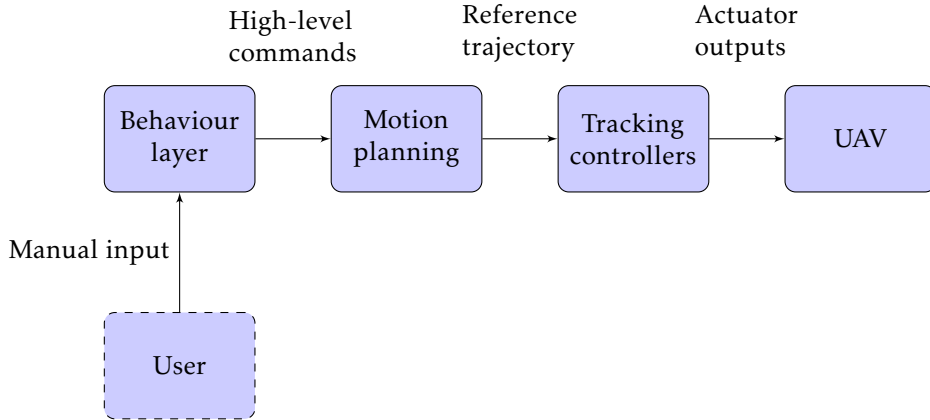 High-level
commands
Reference
trajectory
Actuator
outputs
Behaviour
layer
Motion
planning
Tracking
controllers
UAV
Manual input
User